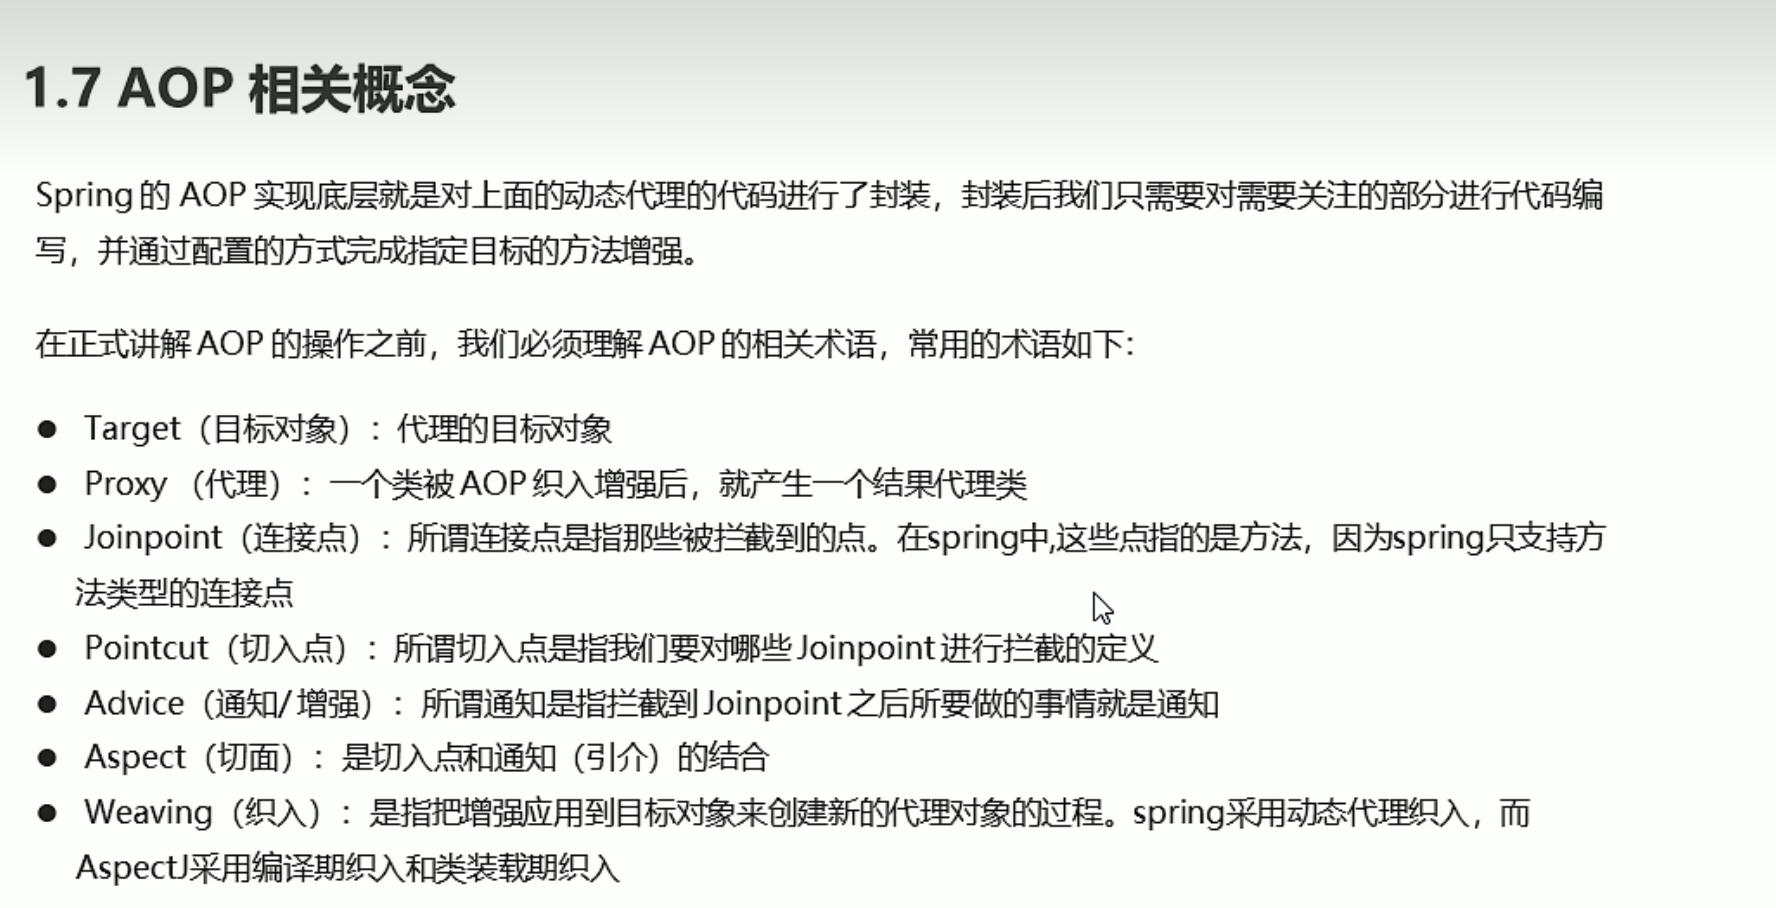 1.7 AOP 相关概念
Spring的 AOP 实现底层就是对上面的动态代理的代码进行了封装，封装后我们只需要对需要关注的部分进行代码编
写，并通过配置的方式完成指定目标的方法增强。
在正式讲解 AOP 的操作之前，我们必须理解 AOP 的相关术语，常用的术语如下：
● Target（目标对象）：代理的目标对象
● Proxy （代理）：一个类被 AOP 织入增强后，就产生一个结果代理类
● Joinpoint（连接点）：所谓连接点是指那些被拦截到的点。在spring中,这些点指的是方法，因为spring只支持方
法类型的连接点
● Pointcut（切入点）：所谓切入点是指我们要对哪些 Joinpoint 进行拦截的定义
● Advice（通知/ 增强）：所谓通知是指拦截到 Joinpoint 之后所要做的事情就是通知
● Aspect（切面）：是切入点和通知（引介）的结合
● Weaving（织入）：是指把增强应用到目标对象来创建新的代理对象的过程。spring采用动态代理织入，而
AspectJ采用编译期织入和类装载期织入